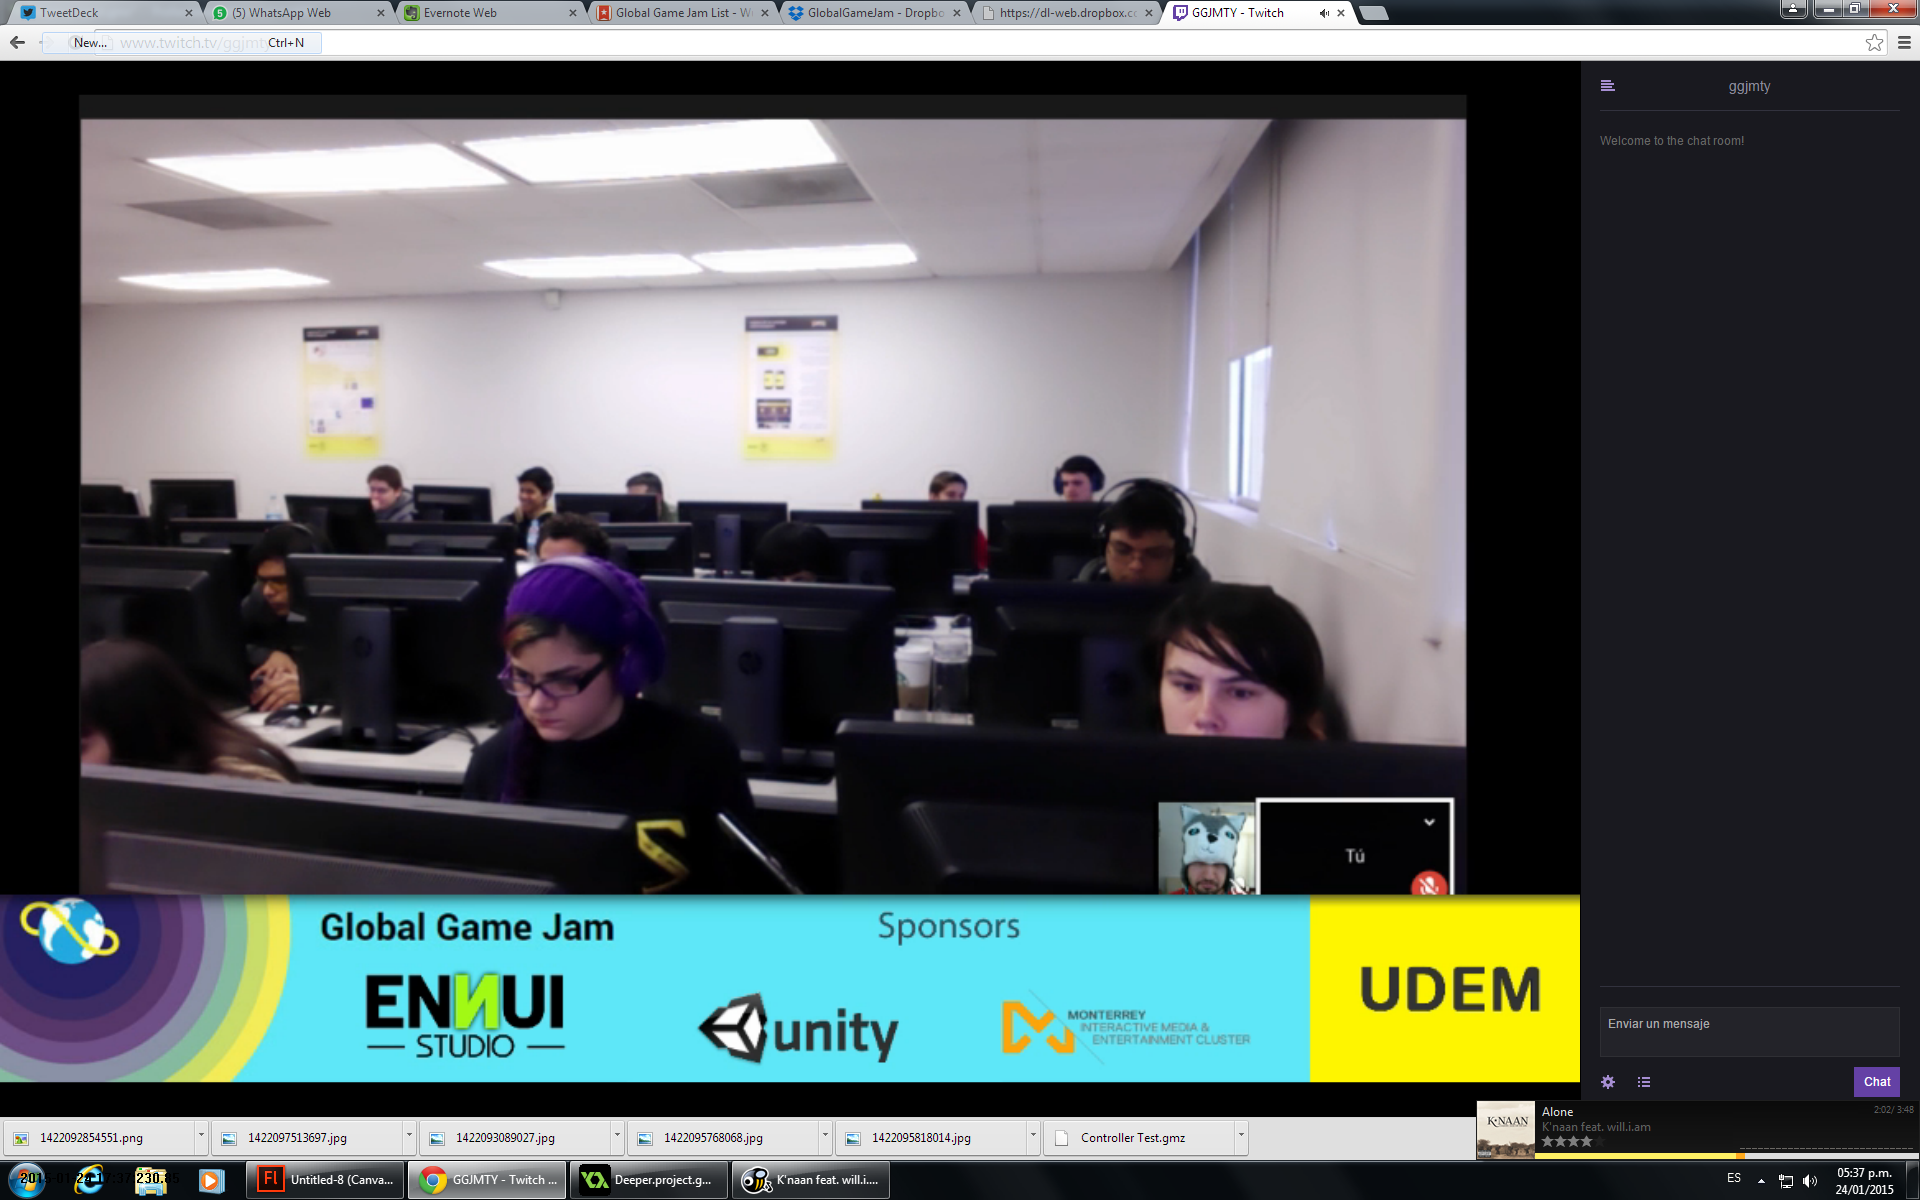 TweetDeck
(5) WhatsApp Web
Evernote Web
Global Game Jam List - W
GlobalGameJam - Dropbo
https://dl-web.dropbox.co
GGJMTY - Twitch
New... Ctrl+N
www.twitch.tv/ggjmt
ggjmty
Welcome to the chat room!
Tú
Global Game Jam
Sponsors
ENNUI
STUDIO
unity
MONTERREY
INTERACTIVE MEDIA &
ENTERTAINMENT CLUSTER
UDEM
Enviar un mensaje
Chat
1422092854551.png
1422097513697.jpg
1422093089027.jpg
1422095768068.jpg
1422095818014.jpg
Controller Test.gmz
K'NAAN
Alone
2:02/ 3:48
K'naan feat. will.i.am
Fl
Untitled-8 (Canva...
GGJMTY - Twitch ...
Deeper.project.g...
K'naan feat. will.i....
ES
05:37 p.m.
24/01/2015